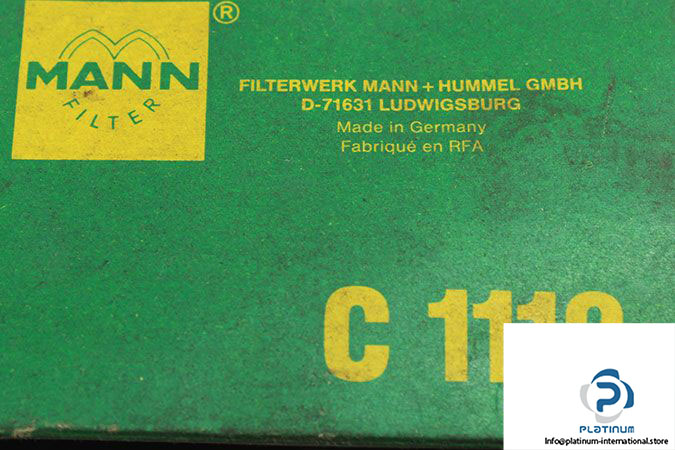 ®
MANN
FILTER
FILTERWERK MANN + HUMMEL GMBH
D-71631 LUDWIGSBURG
Made in Germany
Fabriqué en RFA
C
PLATINUM
Info@platinum-international.store